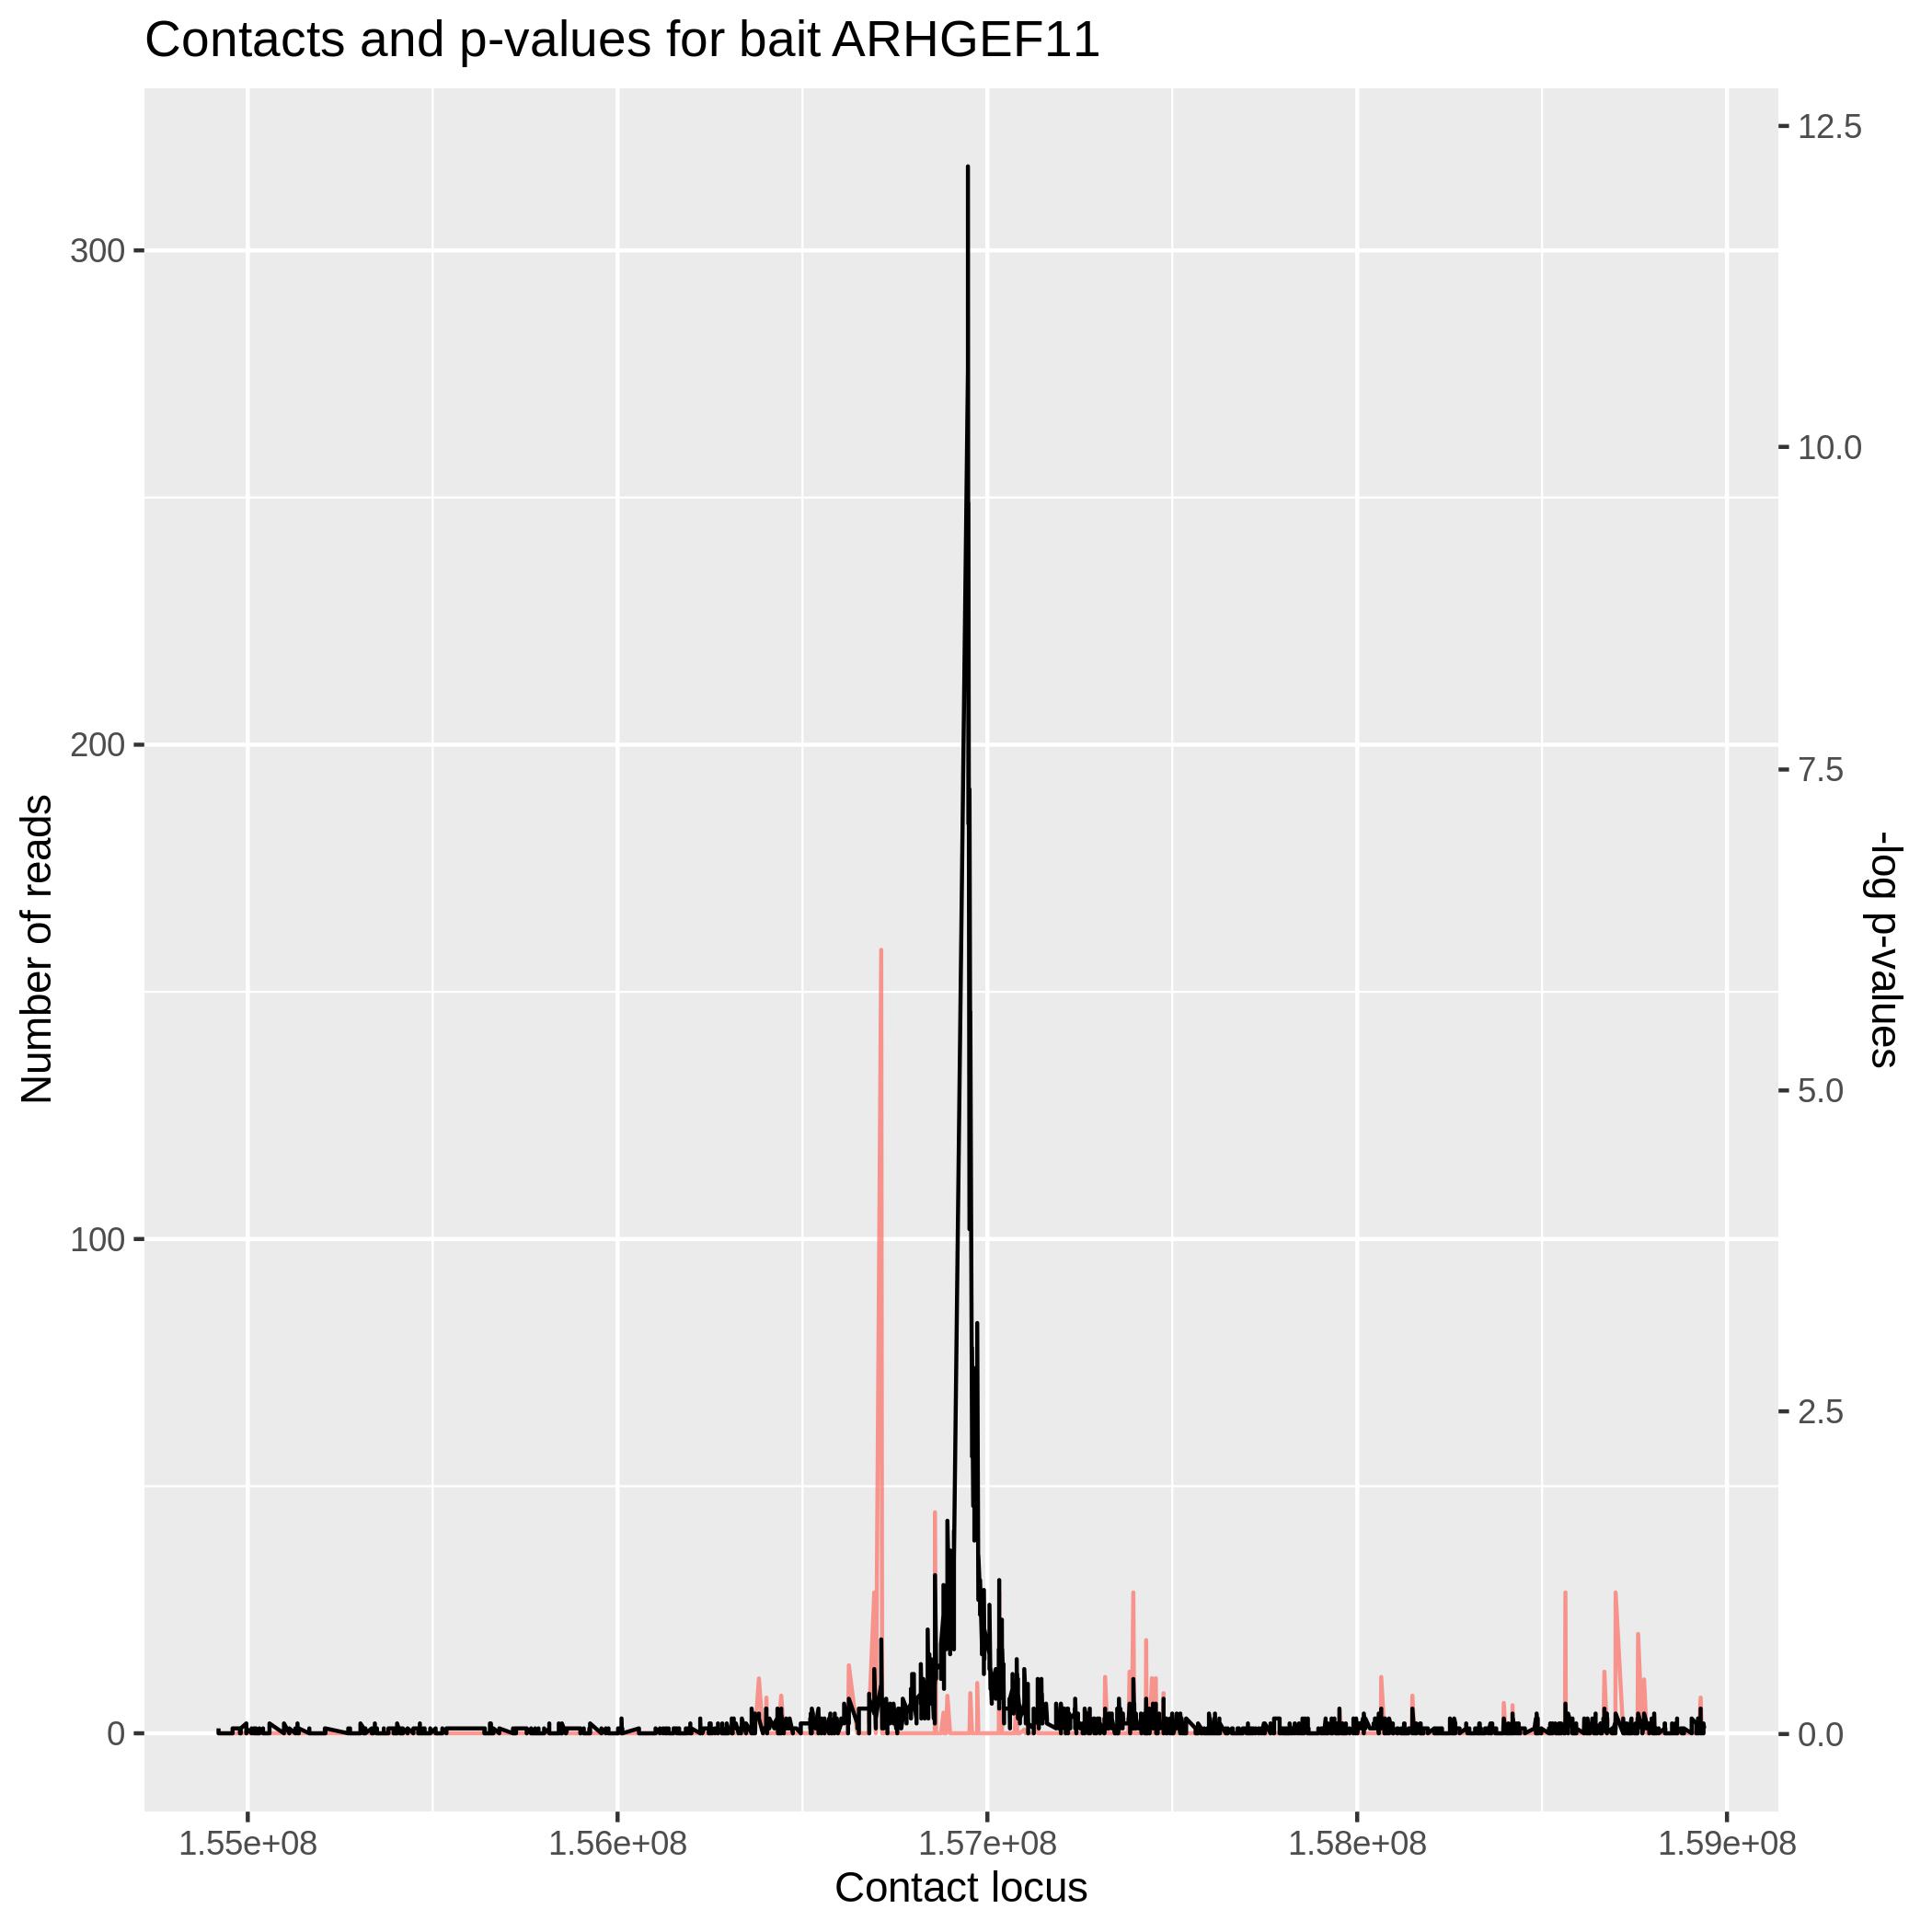 Contacts and p-values for bait ARHGEF11
Number of reads
300
200
100
0
12.5
10.0
7.5
5.0
2.5
0.0
-log p-values
1.55e+08
1.56e+08
1.57e+08
1.58e+08
1.59e+08
Contact locus